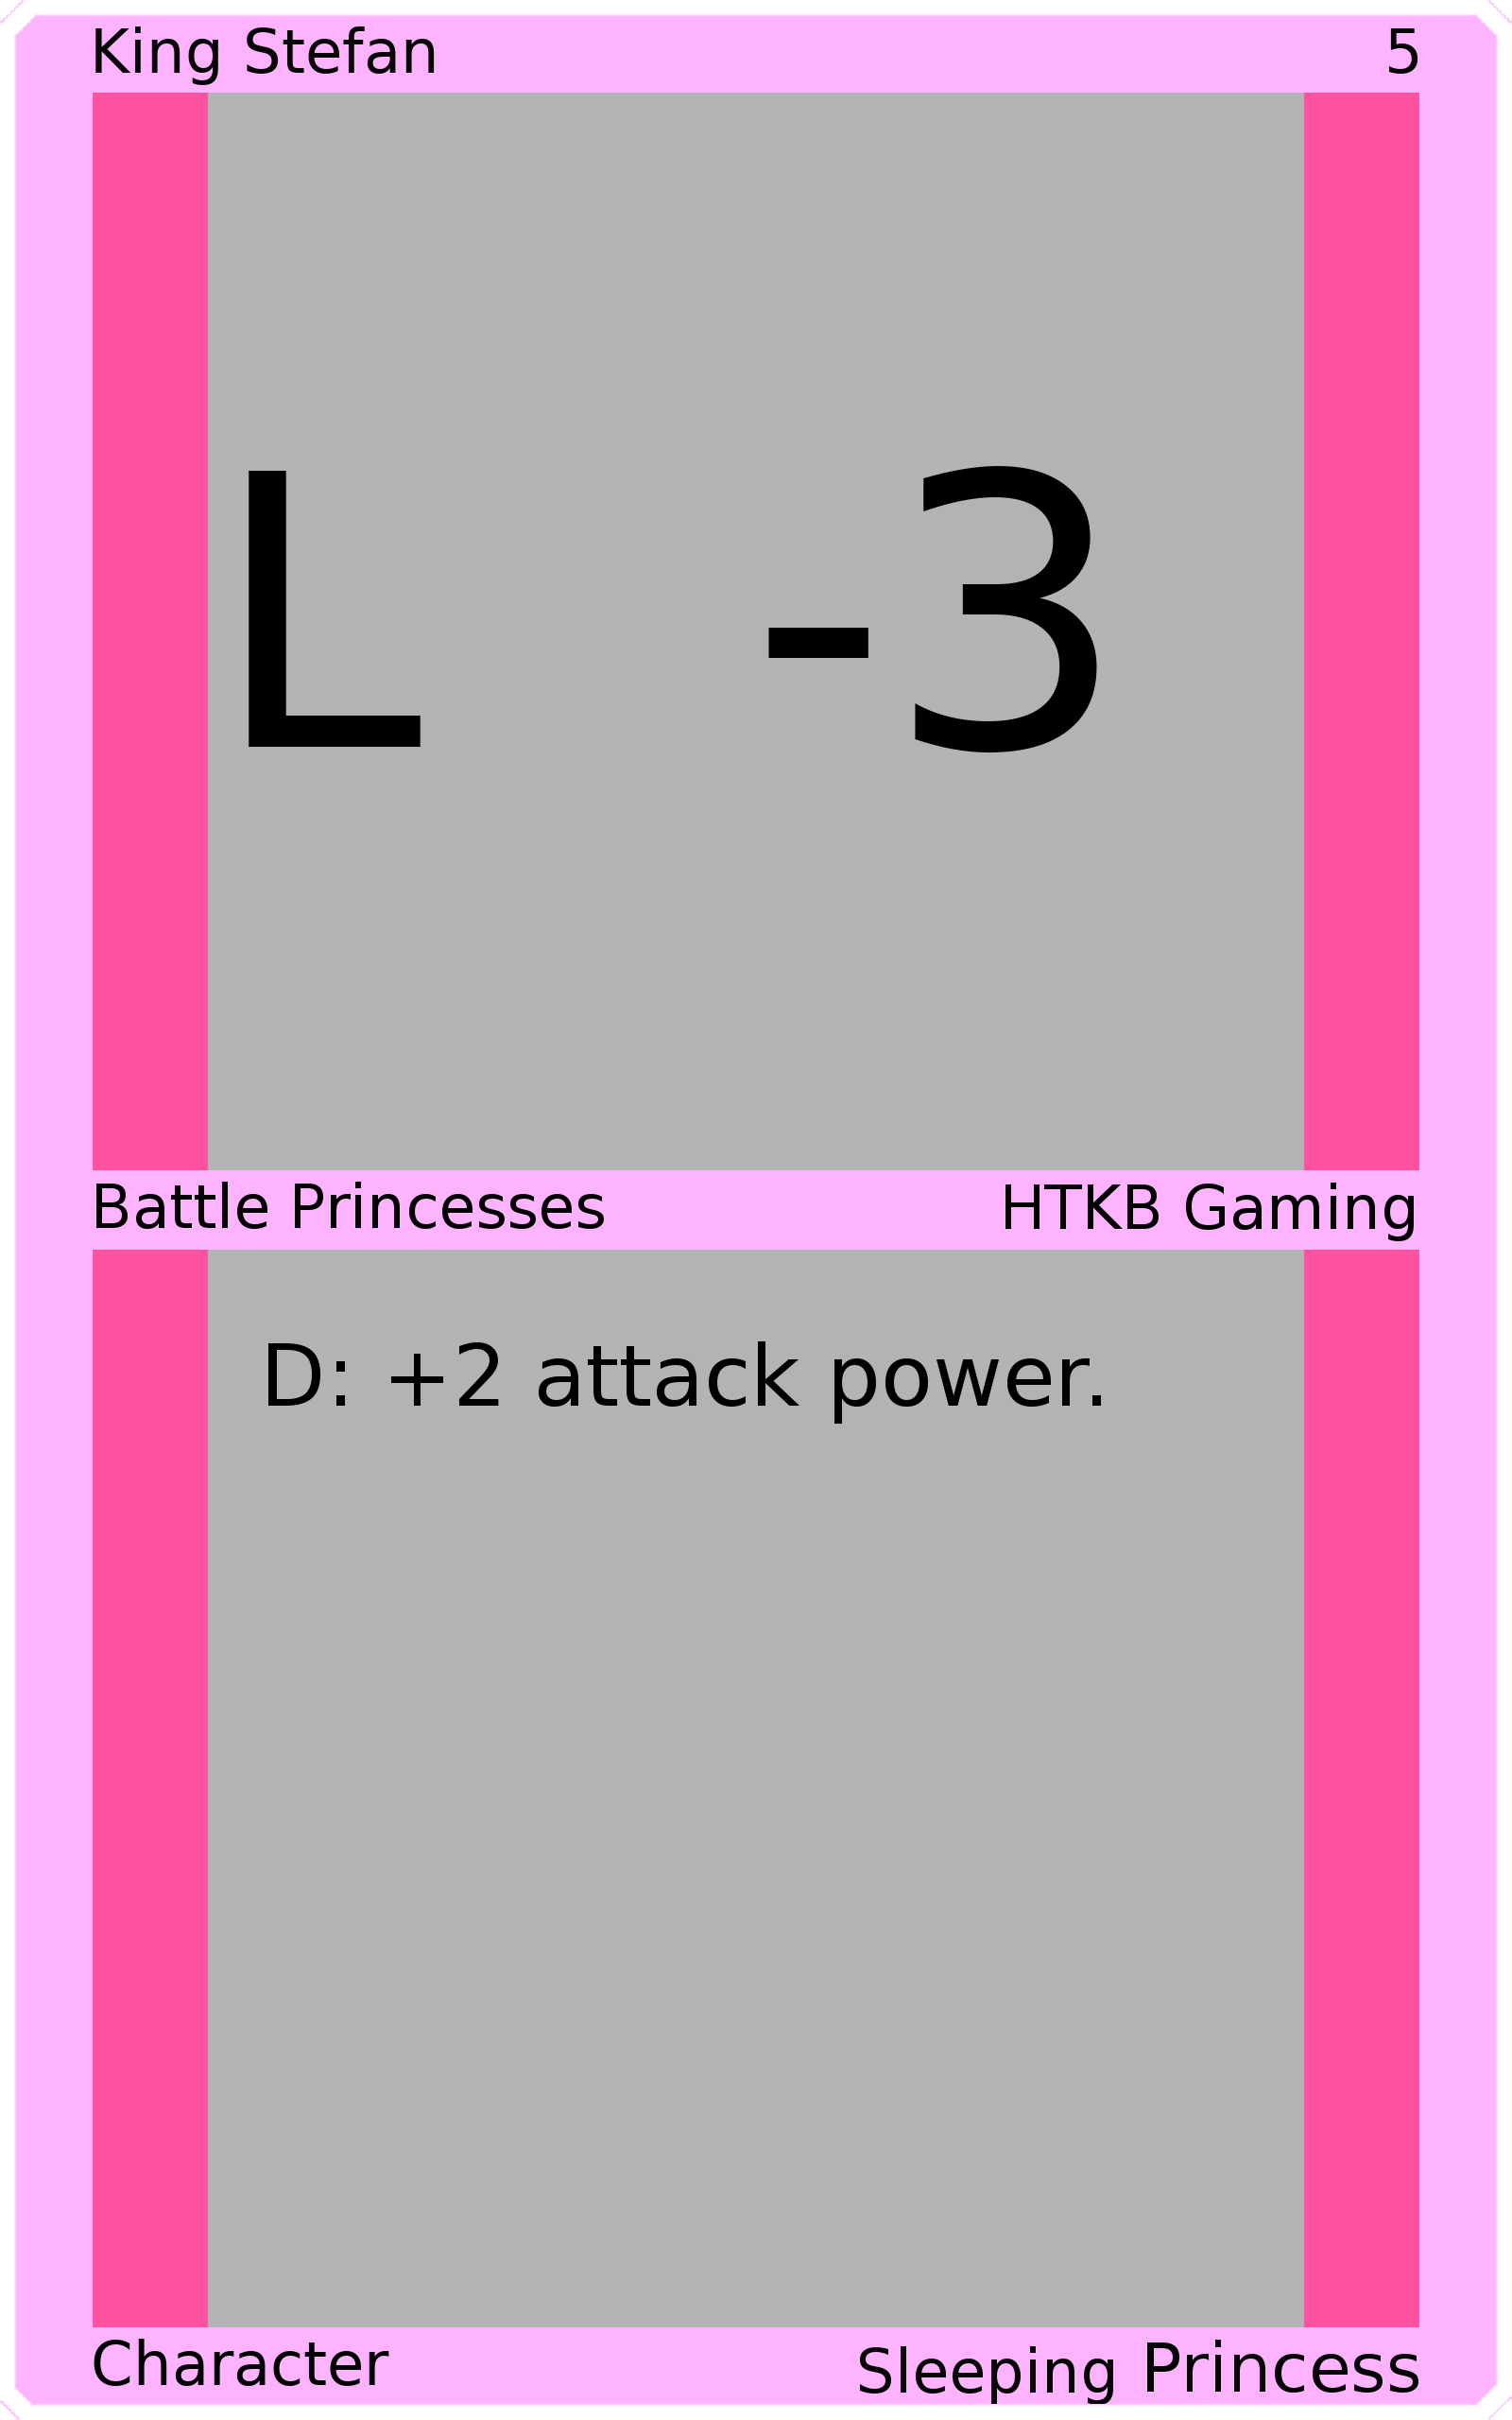 King Stefan 5
L -3
Battle Princesses HTKB Gaming
D: +2 attack power.
Character Sleeping Princess